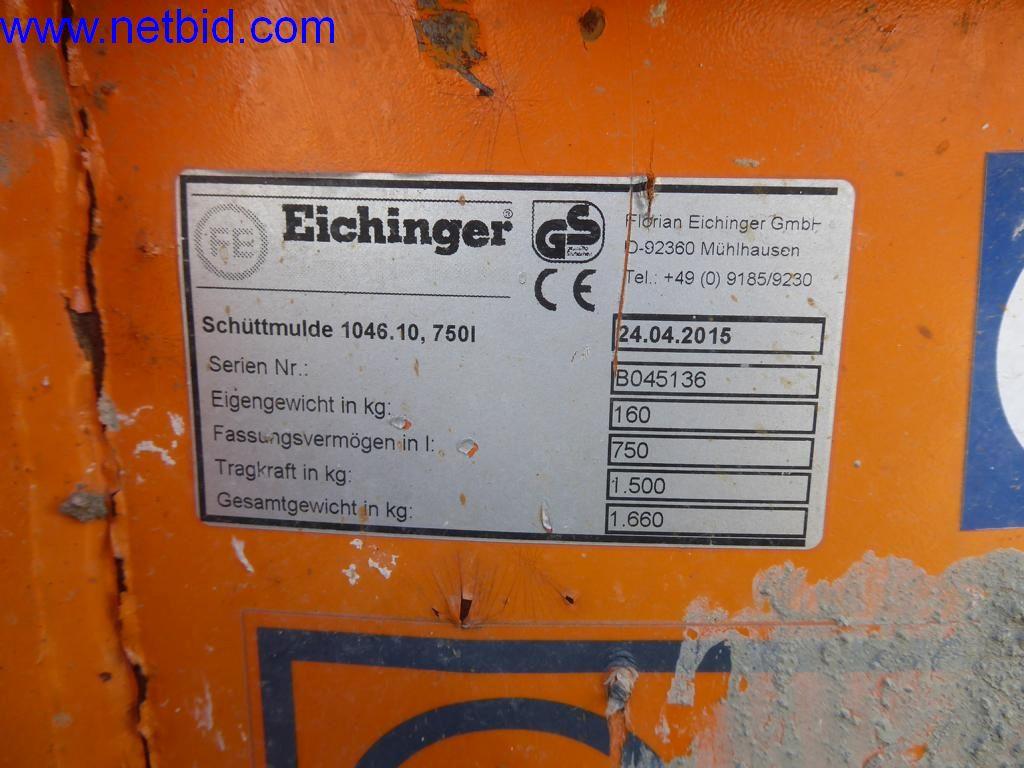 www.netbid.com
FE Eichinger® GS
CE
Florian Eichinger GmbH
D-92360 Mühlhausen
Tel.: +49 (0) 9185/9230
Schüttmulde 1046.10, 750l 24.04.2015
Serien Nr.: B045136
Eigengewicht in kg: 160
Fassungsvermögen in l: 750
Tragkraft in kg: 1.500
Gesamtgewicht in kg: 1.660